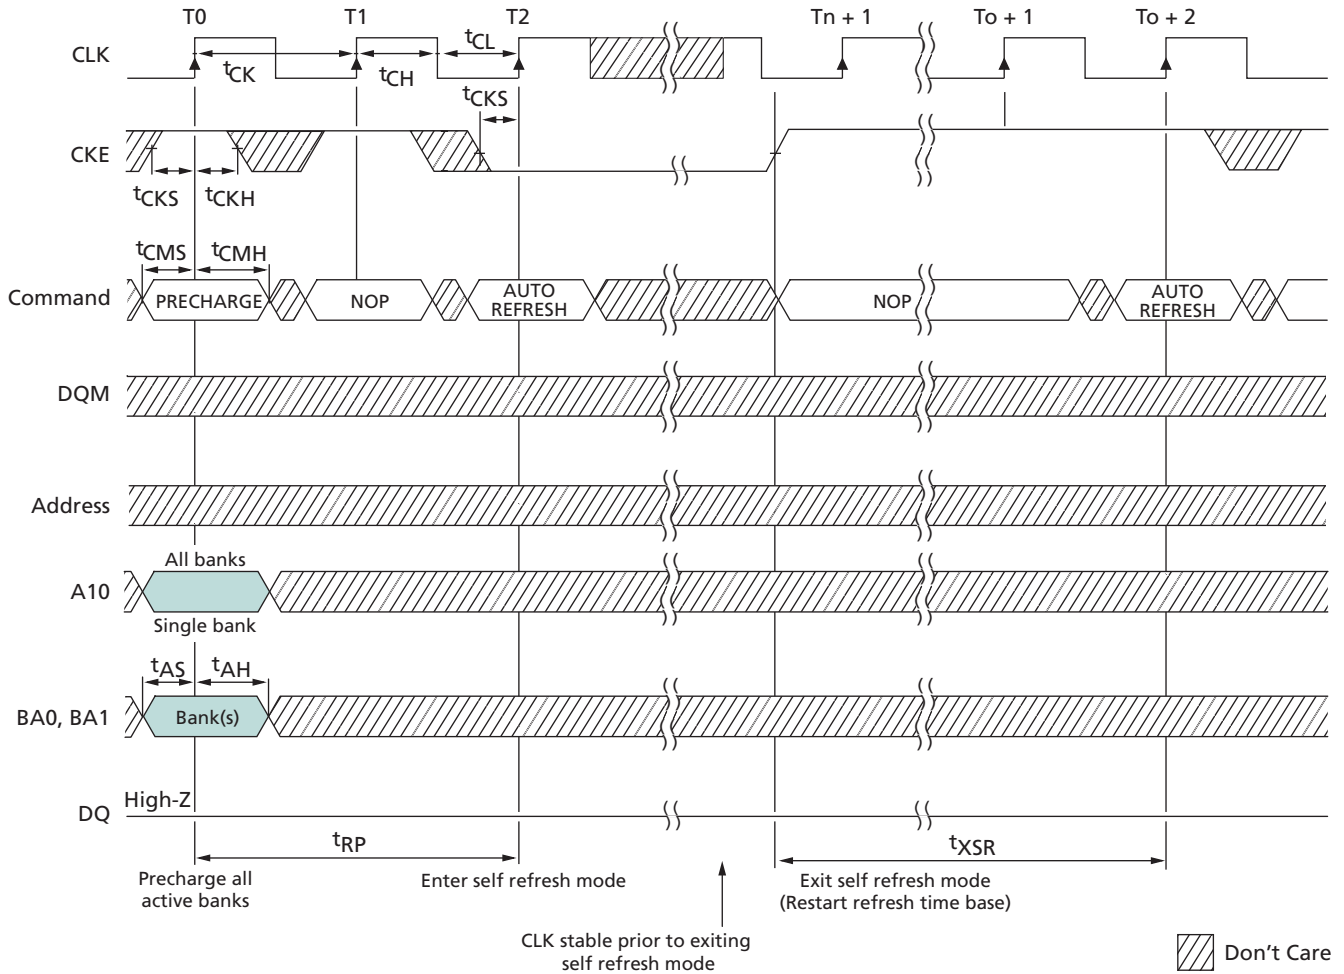 T0 T1 T2 Tn + 1 To + 1 To + 2
CLK
tCK tCH tCL
tCKS
CKE
tCKS tCKH
tCMS tCMH
Command PRECHARGE NOP AUTO REFRESH NOP AUTO REFRESH
DQM
Address
All banks
A10
Single bank
tAS tAH
BA0, BA1 Bank(s)
High-Z
DQ
tRP tXSR
Precharge all
active banks
Enter self refresh mode
Exit self refresh mode
(Restart refresh time base)
CLK stable prior to exiting
self refresh mode
Don't Care